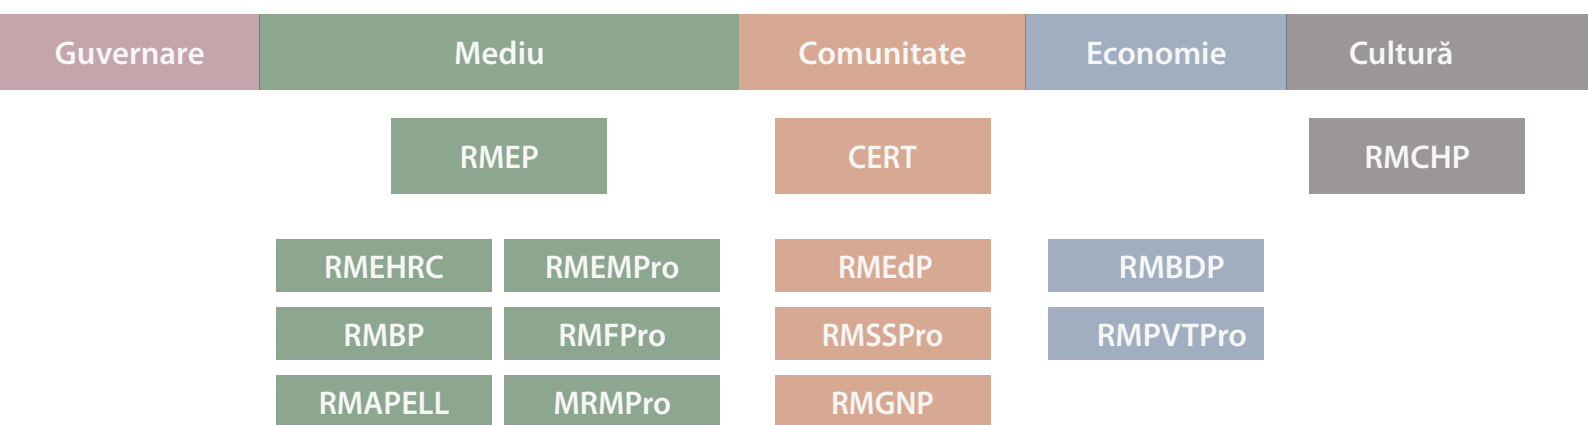 Guvernare Mediu Comunitate Economie Cultură
RMEP CERT RMCHP
RMEHRC RMEMPro RMEdP RMBDP
RMBP RMFPro RMSSPro RMPVTPro
RMAPELL MRMPro RMGNP